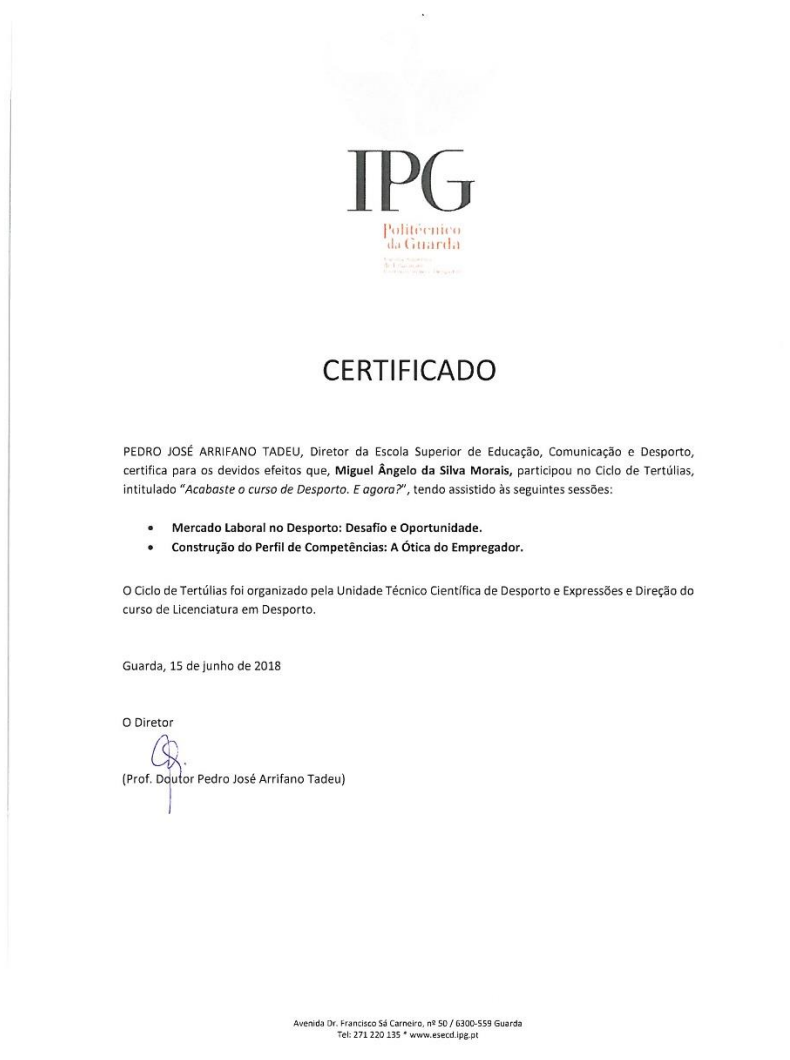 IPG
Politécnico
da Guarda
CERTIFICADO
PEDRO JOSÉ ARRIFANO TADEU, Diretor da Escola Superior de Educação, Comunicação e Desporto,
certifica para os devidos efeitos que, Miguel Ângelo da Silva Morais, participou no Ciclo de Tertúlias,
intitulado "Acabaste o curso de Desporto. E agora?", tendo assistido às seguintes sessões:
• Mercado Laboral no Desporto: Desafio e Oportunidade.
• Construção do Perfil de Competências: A Ótica do Empregador.
O Ciclo de Tertúlias foi organizado pela Unidade Técnico Científica de Desporto e Expressões e Direção do
curso de Licenciatura em Desporto.
Guarda, 15 de junho de 2018
O Diretor
(Prof. Doutor Pedro José Arrifano Tadeu)
Avenida Dr. Francisco Sá Carneiro, nº 50 / 6300-559 Guarda
Tel: 271 220 135 * www.esecd.ipg.pt